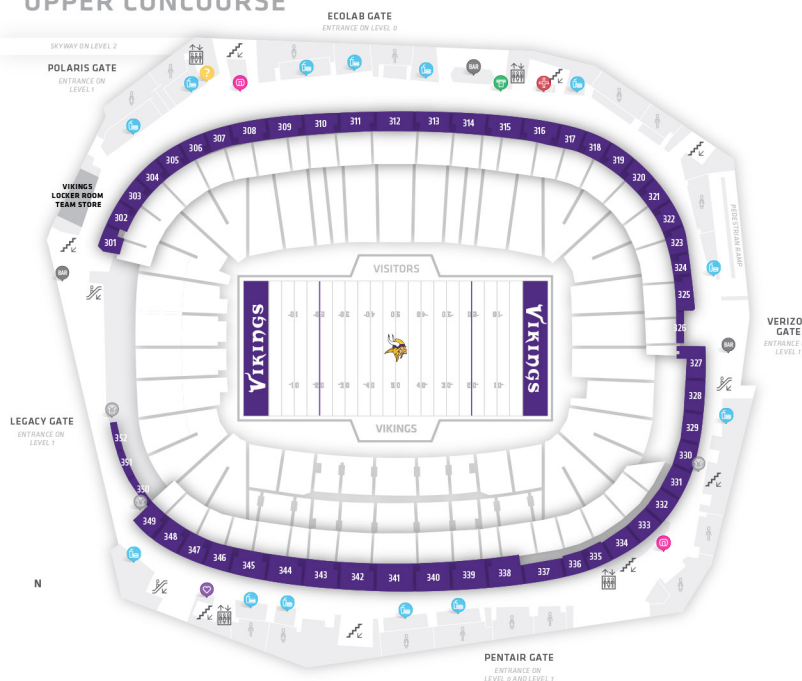 UPPER CONCOURSE
ECOLAB GATE
ENTRANCE ON LEVEL 0
SKYWAY ON LEVEL 2
POLARIS GATE
ENTRANCE ON
LEVEL 1
?
BAR
312
311
313
310
314
309
315
308
316
307
317
306
318
305
319
304
320
VIKINGS
LOCKER ROOM
TEAM STORE
303
321
302
322
PEDESTRIAN RAMP
301
323
BAR
324
VISITORS
325
326
VERIZO
GATE
ENTRANCE
LEVEL 1
BAR
VIKINGS
VIKINGS
327
328
LEGACY GATE
ENTRANCE ON
LEVEL 1
VIKINGS
329
352
330
351
331
350
332
349
333
348
334
347
335
346
336
345
337
344
338
343
339
342
340
341
N
PENTAIR GATE
ENTRANCE ON
LEVEL 0 AND LEVEL 1